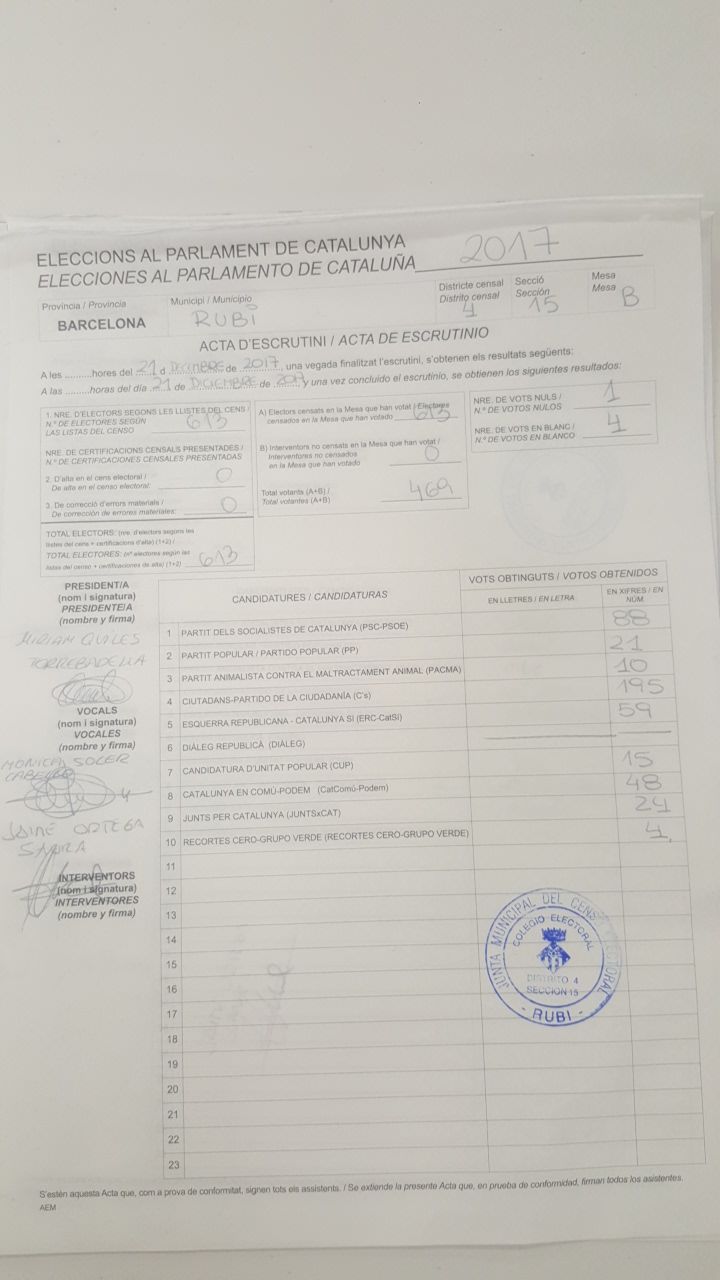 ELECCIONS AL PARLAMENT DE CATALUNYA
ELECCIONES AL PARLAMENTO DE CATALUÑA 2017
Provincia / Provincia
BARCELONA
Municipi / Municipio
RUBÍ
Districte censal
Distrito censal
4
Secció
Sección
15
Mesa
Mesa
B
ACTA D'ESCRUTINI / ACTA DE ESCRUTINIO
A les .........hores del 21 d DECEMBRE de 2017, una vegada finalitzat l'escrutini, s'obtenen els resultats següents:
A las .........horas del día 21 de DICIEMBRE de 2017 y una vez concluido el escrutinio, se obtienen los siguientes resultados:
1. NRE. D'ELECTORS SEGONS LES LLISTES DEL CENS /
N.º DE ELECTORES SEGÚN
LAS LISTAS DEL CENSO 613
NRE. DE CERTIFICACIONS CENSALS PRESENTADES /
N.º DE CERTIFICACIONES CENSALES PRESENTADAS
2. D'alta en el cens electoral /
De alta en el censo electoral: 0
3. De correcció d'errors materials /
De corrección de errores materiales: 0
TOTAL ELECTORS: (nre. d'electors segons les
llistes del cens + certificacions d'alta) (1+2) /
TOTAL ELECTORES: (nº electores según las
listas del censo + certificaciones de alta) (1+2) 613
A) Electors censats en la Mesa que han votat / Electores
censados en la Mesa que han votado 613
B) Interventors no censats en la Mesa que han votat /
Interventores no censados
en la Mesa que han votado 0
Total votants (A+B) /
Total votantes (A+B) 469
NRE. DE VOTS NULS /
N.º DE VOTOS NULOS 1
NRE. DE VOTS EN BLANC /
N.º DE VOTOS EN BLANCO 4
PRESIDENT/A
(nom i signatura)
PRESIDENTE/A
(nombre y firma)
MIRIAM QUILES
TORREBADELLA
VOCALS
(nom i signatura)
VOCALES
(nombre y firma)
MONICA SOLER
CABELLO
JAIME ORTEGA
INTERVENTORS
(nom i signatura)
INTERVENTORES
(nombre y firma)
CANDIDATURES / CANDIDATURAS
VOTS OBTINGUTS / VOTOS OBTENIDOS
EN LLETRES / EN LETRA
EN XIFRES / EN NÚM.
1 PARTIT DELS SOCIALISTES DE CATALUNYA (PSC-PSOE) 88
2 PARTIT POPULAR / PARTIDO POPULAR (PP) 21
3 PARTIT ANIMALISTA CONTRA EL MALTRACTAMENT ANIMAL (PACMA) 10
4 CIUTADANS-PARTIDO DE LA CIUDADANÍA (C's) 195
5 ESQUERRA REPUBLICANA - CATALUNYA SI (ERC-CatSI) 59
6 DIÀLEG REPUBLICÀ (DIÀLEG)
7 CANDIDATURA D'UNITAT POPULAR (CUP) 15
8 CATALUNYA EN COMÚ-PODEM (CatComú-Podem) 48
9 JUNTS PER CATALUNYA (JUNTSxCAT) 24
10 RECORTES CERO-GRUPO VERDE (RECORTES CERO-GRUPO VERDE) 4
11
12
13
14
15
16
17
18
19
20
21
22
23
JUNTA MUNICIPAL DEL CENSO ELECTORAL
COLEGIO ELECTORAL
DISTRITO 4
SECCION 15
- RUBI -
S'estén aquesta Acta que, com a prova de conformitat, signen tots els assistents. / Se extiende la presente Acta que, en prueba de conformidad, firman todos los asistentes.
AEM